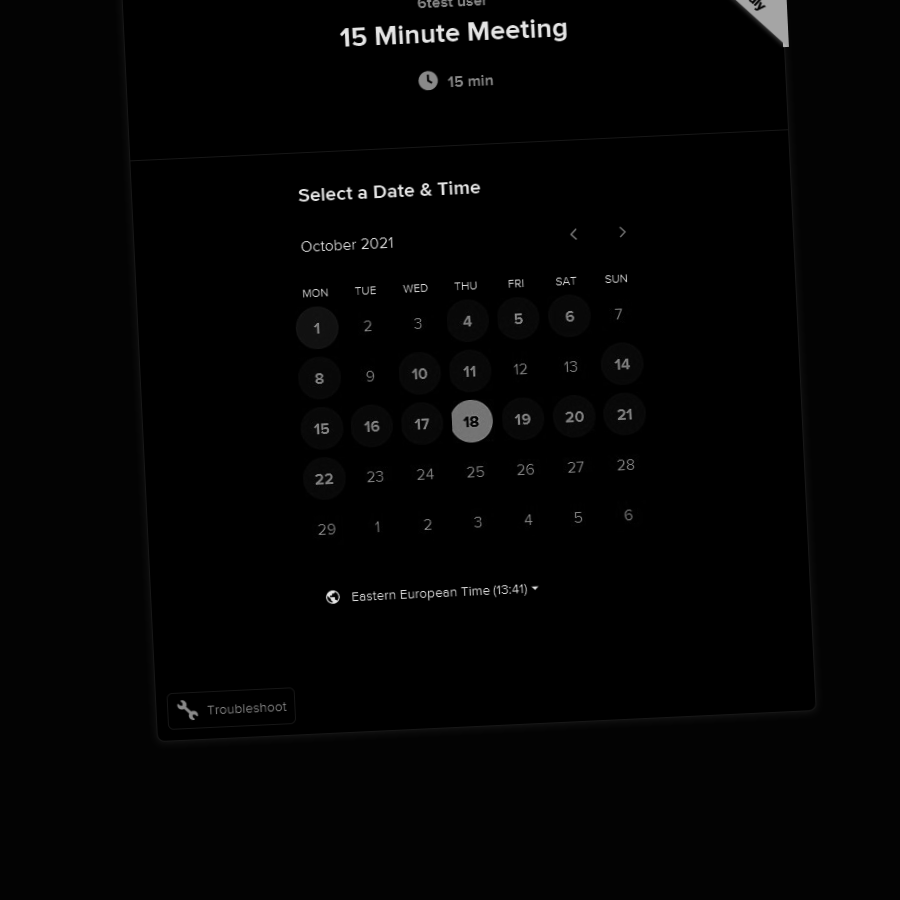 6test user
15 Minute Meeting
15 min
Select a Date & Time
October 2021
MON TUE WED THU FRI SAT SUN
1 2 3 4 5 6 7
8 9 10 11 12 13 14
15 16 17 18 19 20 21
22 23 24 25 26 27 28
29 1 2 3 4 5 6
Eastern European Time (13:41)
Troubleshoot